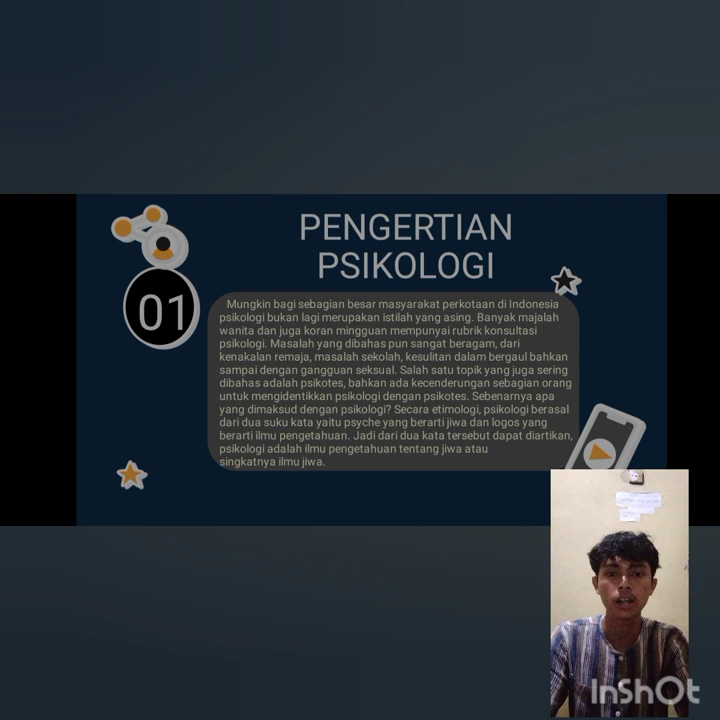 PENGERTIAN
PSIKOLOGI
01
Mungkin bagi sebagian besar masyarakat perkotaan di Indonesia
psikologi bukan lagi merupakan istilah yang asing. Banyak majalah
wanita dan juga koran mingguan mempunyai rubrik konsultasi
psikologi. Masalah yang dibahas pun sangat beragam, dari
kenakalan remaja, masalah sekolah, kesulitan dalam bergaul bahkan
sampai dengan gangguan seksual. Salah satu topik yang juga sering
dibahas adalah psikotes, bahkan ada kecenderungan sebagian orang
untuk mengidentikkan psikologi dengan psikotes. Sebenarnya apa
yang dimaksud dengan psikologi? Secara etimologi, psikologi berasal
dari dua suku kata yaitu psyche yang berarti jiwa dan logos yang
berarti ilmu pengetahuan. Jadi dari dua kata tersebut dapat diartikan,
psikologi adalah ilmu pengetahuan tentang jiwa atau
singkatnya ilmu jiwa.
InShOt